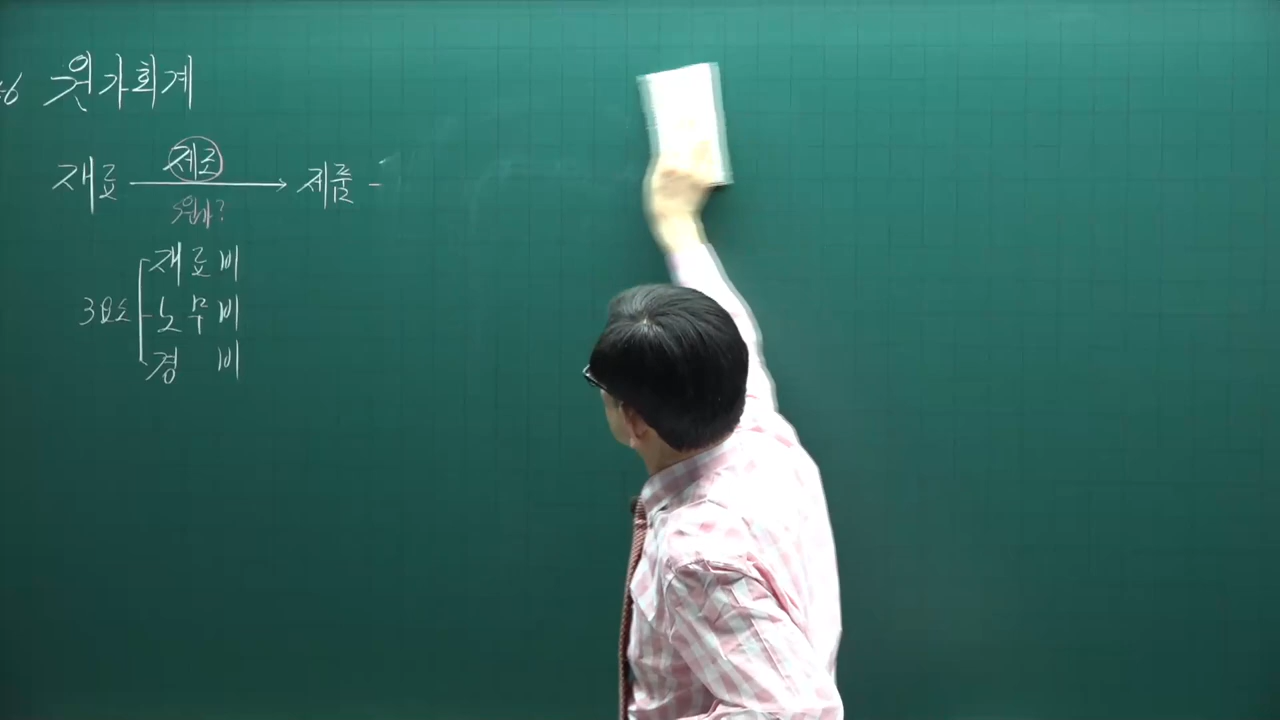 원가회계
재료 제조 → 제품 -
원가?
3요소
재료비
노무비
경 비